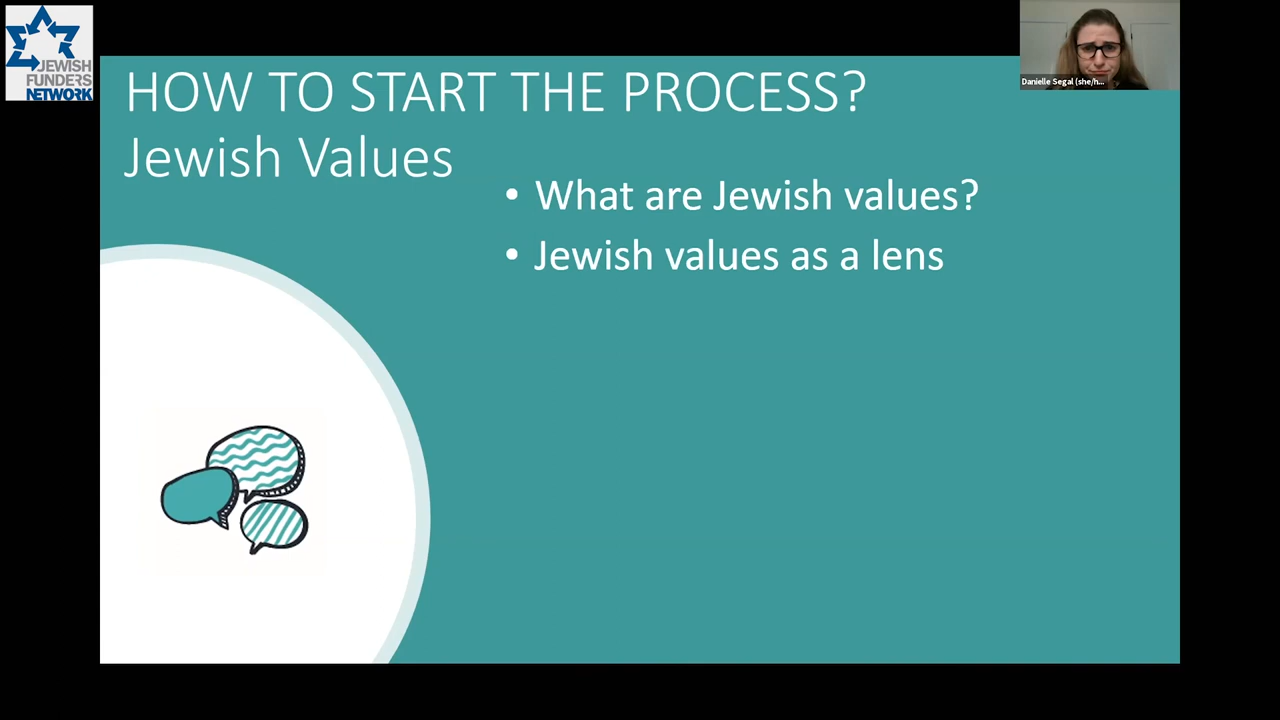 JEWISH
FUNDERS
NETWORK
Danielle Segal (she/h...
HOW TO START THE PROCESS?
Jewish Values
• What are Jewish values?
• Jewish values as a lens